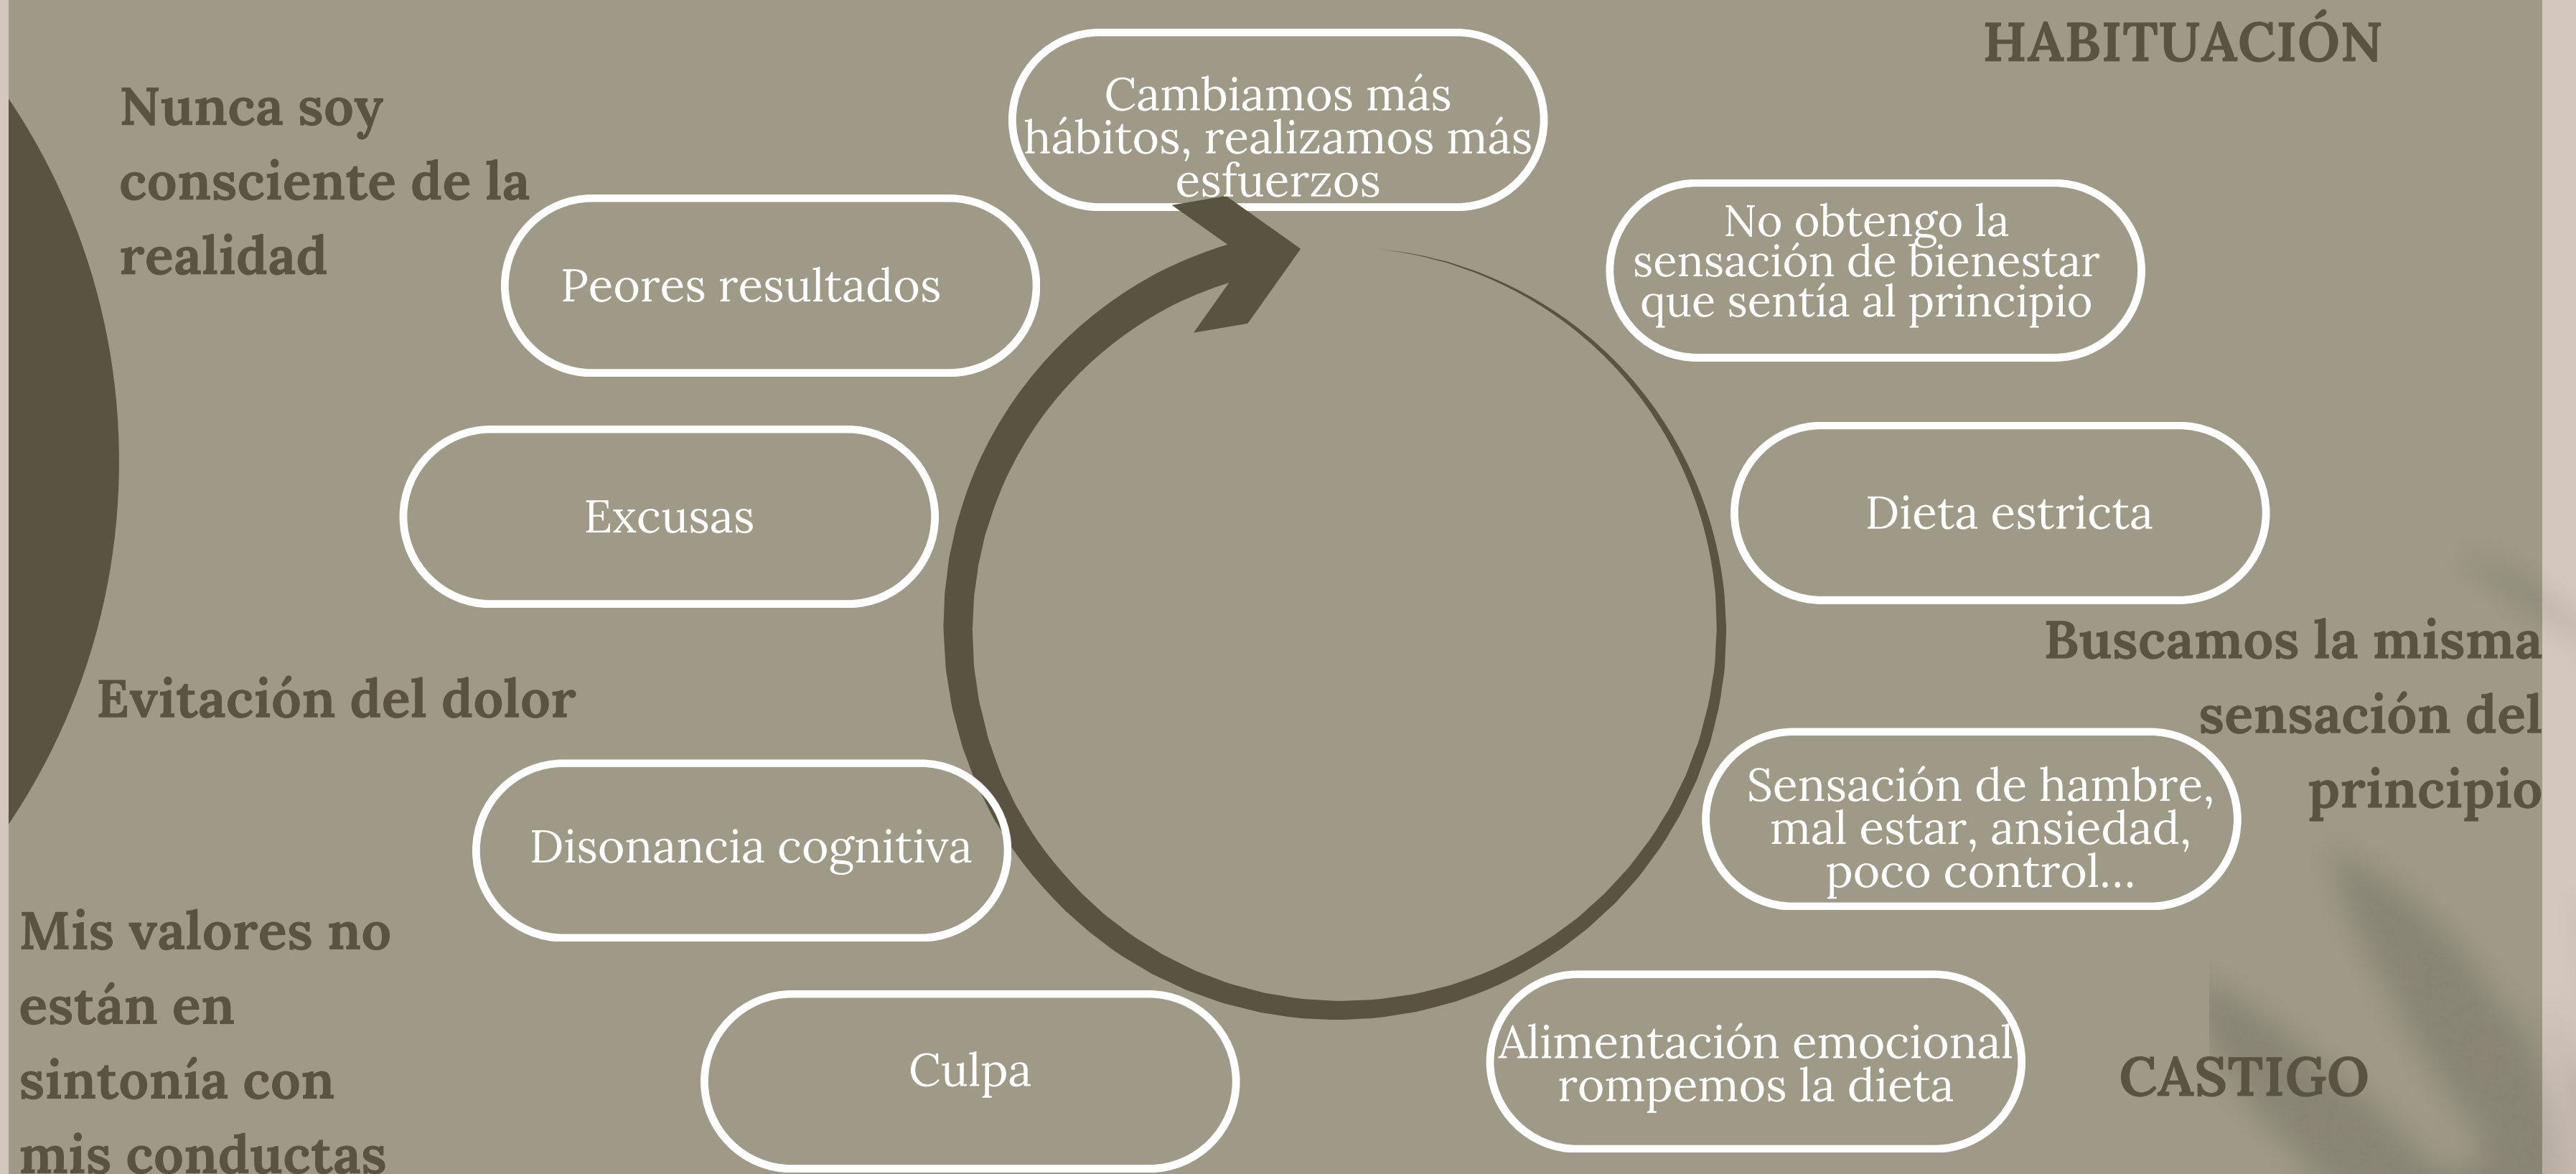 HABITUACIÓN
Cambiamos más
hábitos, realizamos más
esfuerzos
No obtengo la
sensación de bienestar
que sentía al principio
Dieta estricta
Buscamos la misma
sensación del
principio
Sensación de hambre,
mal estar, ansiedad,
poco control...
Alimentación emocional
rompemos la dieta
CASTIGO
Culpa
Mis valores no
están en
sintonía con
mis conductas
Disonancia cognitiva
Evitación del dolor
Excusas
Peores resultados
Nunca soy
consciente de la
realidad